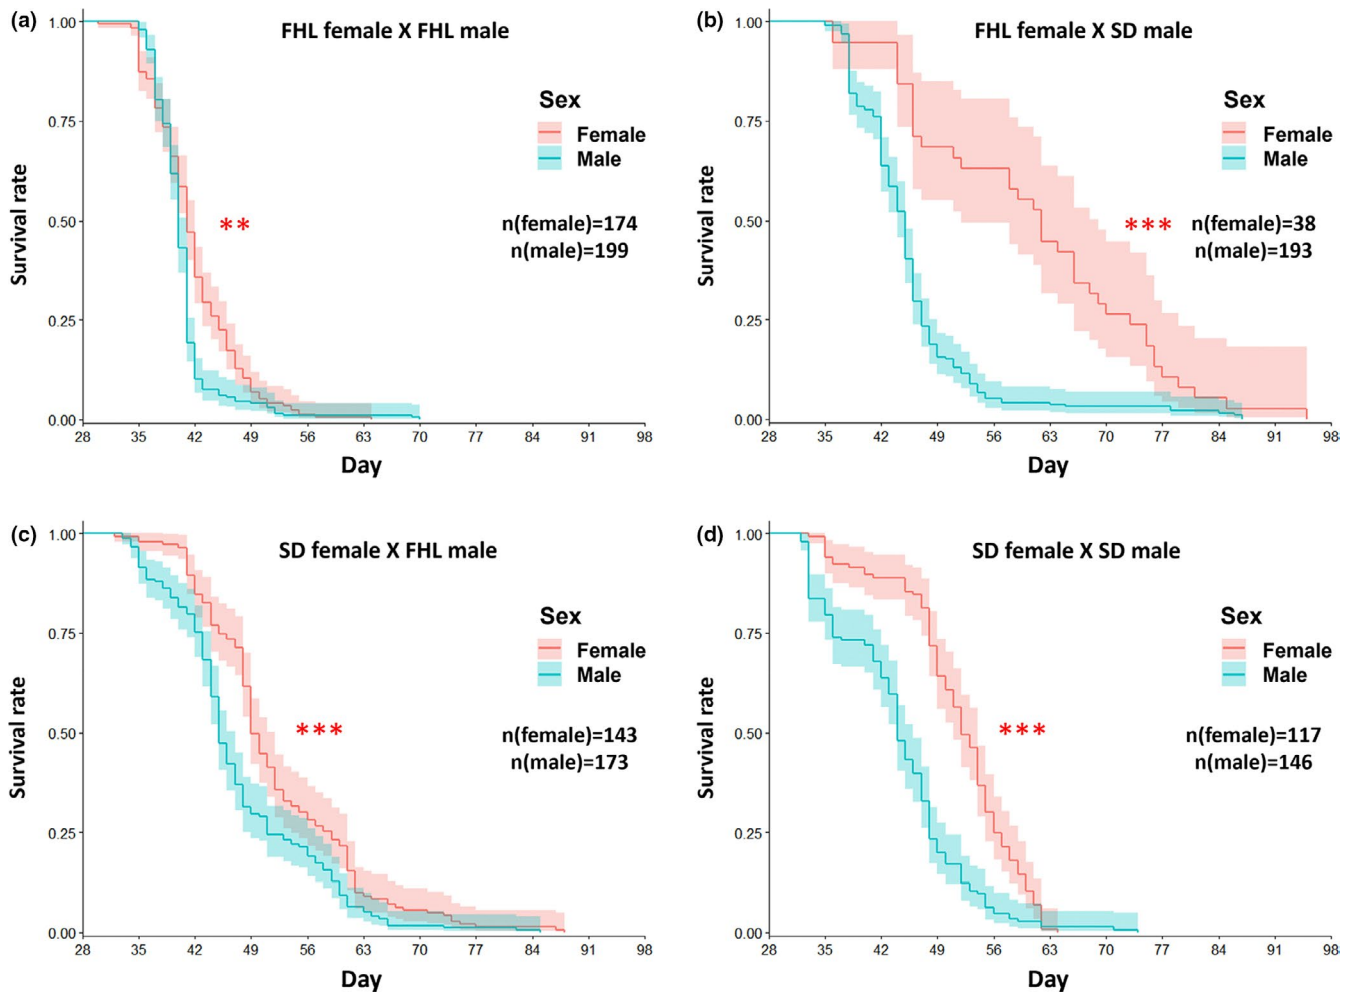 (a)
FHL female X FHL male
Survival rate
1.00
0.75
0.50
0.25
0.00
Sex
Female
Male
**
n(female)=174
n(male)=199
28 35 42 49 56 63 70 77 84 91 98
Day
(b)
FHL female X SD male
Survival rate
1.00
0.75
0.50
0.25
0.00
Sex
Female
Male
***
n(female)=38
n(male)=193
28 35 42 49 56 63 70 77 84 91 98
Day
(c)
SD female X FHL male
Survival rate
1.00
0.75
0.50
0.25
0.00
Sex
Female
Male
***
n(female)=143
n(male)=173
28 35 42 49 56 63 70 77 84 91 98
Day
(d)
SD female X SD male
Survival rate
1.00
0.75
0.50
0.25
0.00
Sex
Female
Male
***
n(female)=117
n(male)=146
28 35 42 49 56 63 70 77 84 91 98
Day